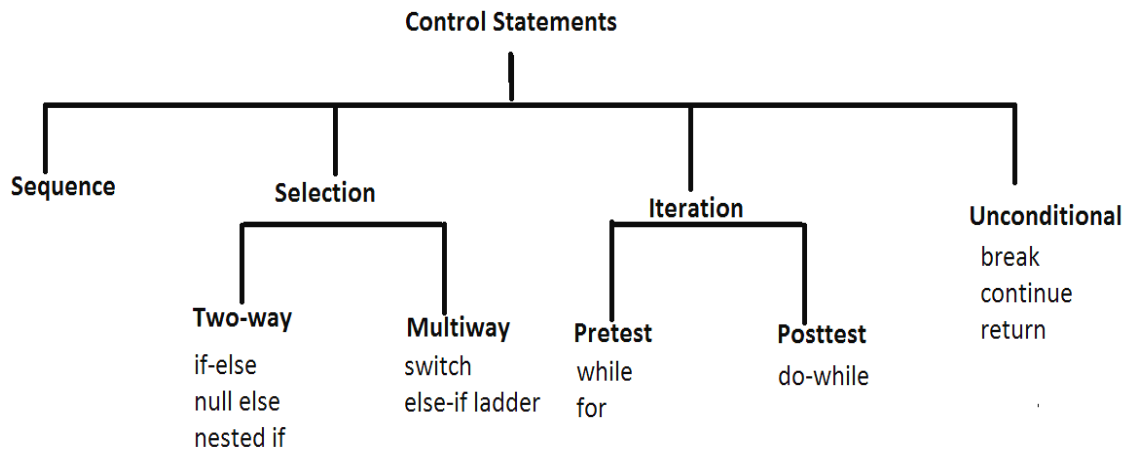 Control Statements
Sequence
Selection
Iteration
Unconditional
break
continue
return
Two-way
if-else
null else
nested if
Multiway
switch
else-if ladder
Pretest
while
for
Posttest
do-while